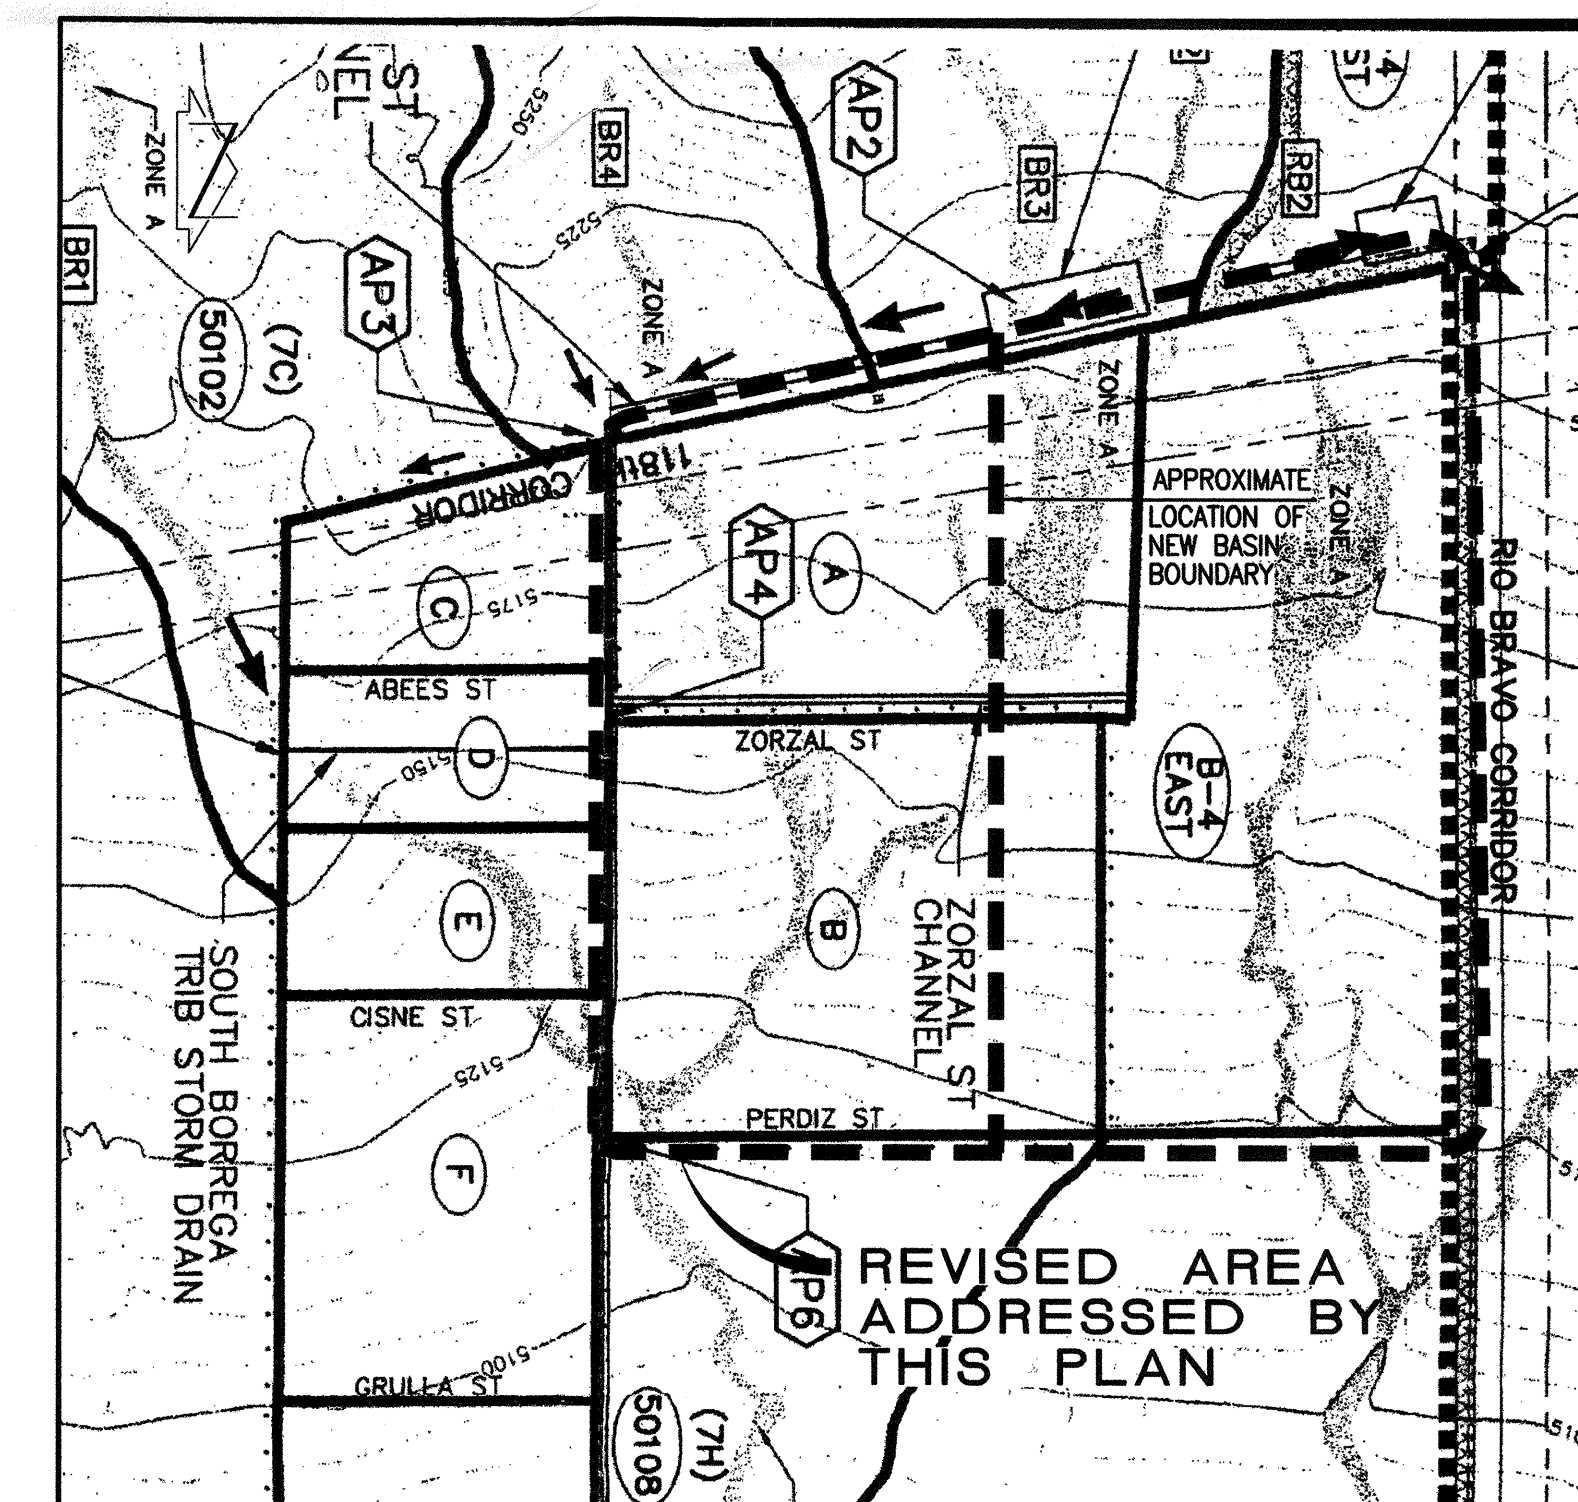 ST
NEL
5250
BR4
AP2
BR3
RB2
ZONE A
5225
BR1
AP3
(7C)
50102
ZONE A
ZONE A
118th
CORRIDOR
APPROXIMATE
LOCATION OF
NEW BASIN
BOUNDARY
ZONE A
AP4
A
C
5175
ABEES ST
RIO BRAVO CORRIDOR
ZORZAL ST
D
5150
B-4
EAST
E
B
ZORZAL ST
CHANNEL
SOUTH BORREGA
TRIB STORM DRAIN
CISNE ST
5125
PERDIZ ST
F
REVISED AREA
ADDRESSED BY
THIS PLAN
5100
GRULLA ST
(7H)
50108